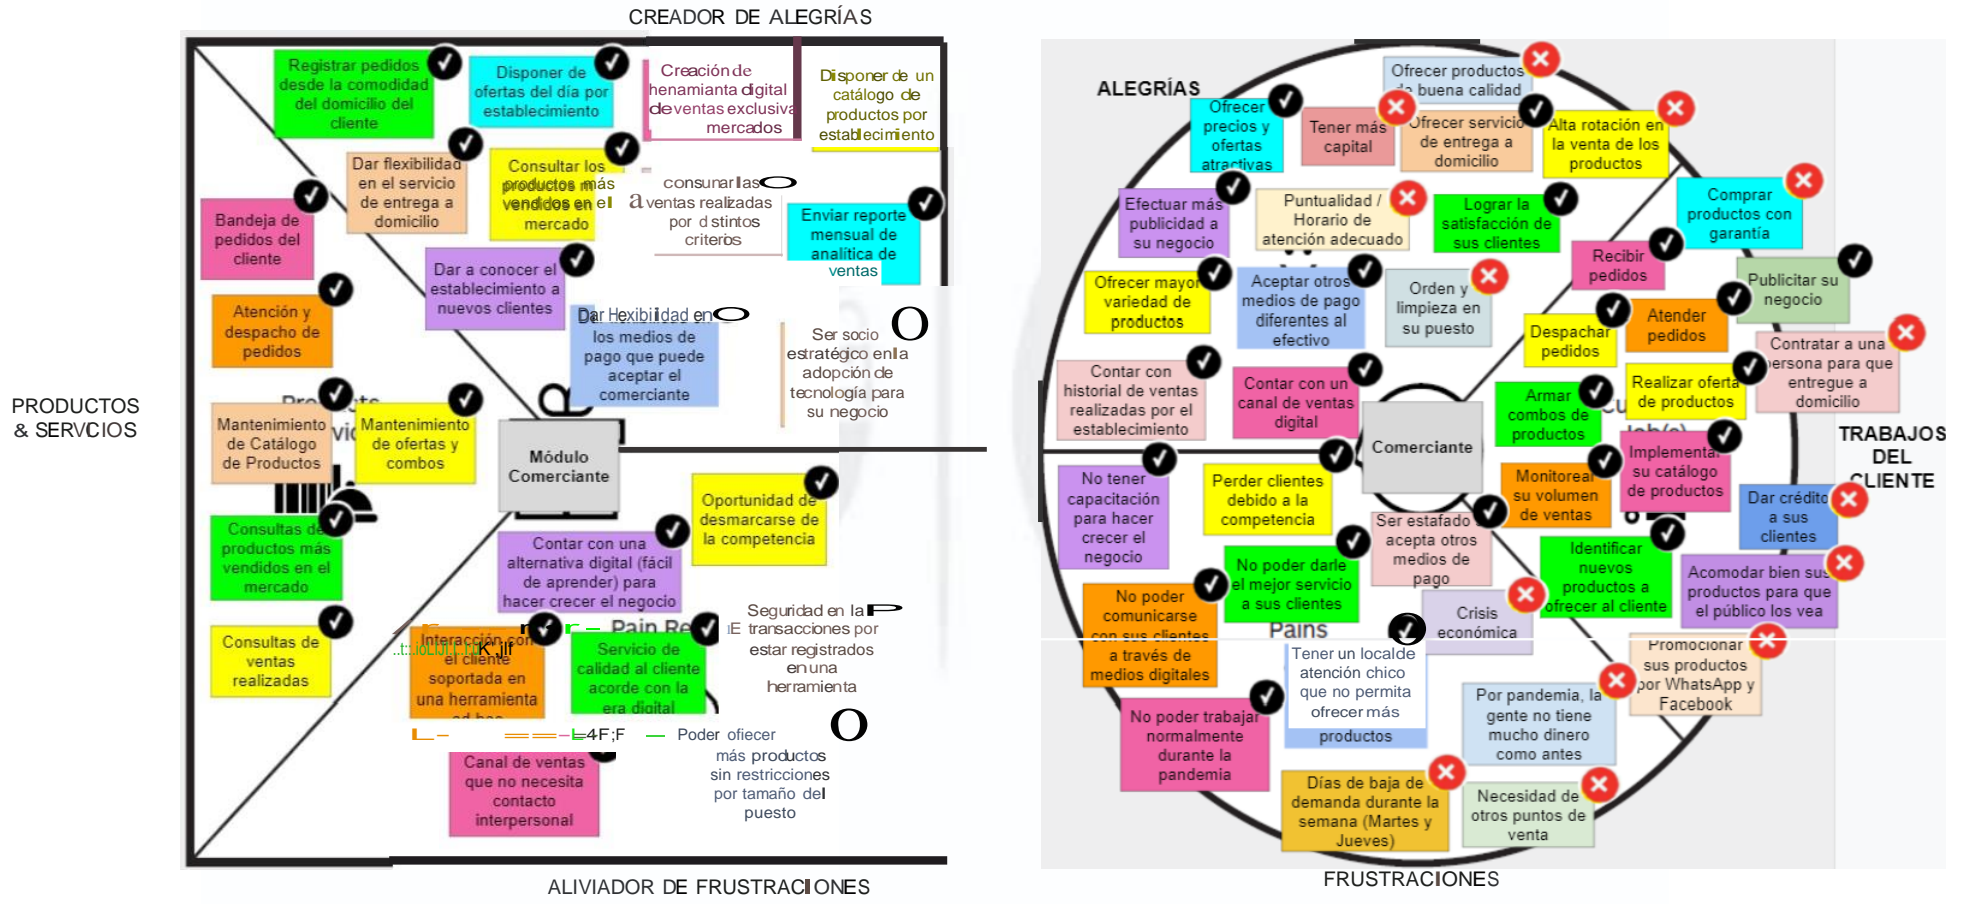 CREADOR DE ALEGRÍAS
Registrar pedidos
desde la comodidad
del domicilio del
cliente
Disponer de
ofertas del día por
establecimiento
Creación de
henamianta digital
de ventas exclusiva
mercados
Disponer de un
catálogo de
productos por
establecimiento
Dar flexibilidad
en el servicio
de entrega a
domicilio
Consultar los
productos más
vendidos en el
mercado
ventas realizadas
por distintos
criterios
Enviar reporte
mensual de
analítica de
ventas
Bandeja de
pedidos del
cliente
Dar a conocer el
establecimiento a
nuevos clientes
Atención y
despacho de
pedidos
los medios de
pago que puede
aceptar el
comerciante
Ser socio
estratégico en la
adopción de
tecnología para
su negocio
PRODUCTOS
& SERVICIOS
Mantenimiento
de Catálogo
de Productos
Mantenimiento
de ofertas y
combos
Módulo
Comerciante
Consultas de
productos más
vendidos en el
mercado
Oportunidad de
desmarcarse de
la competencia
Contar con una
alternativa digital (fácil
de aprender) para
hacer crecer el negocio
Consultas de
ventas
realizadas
Interacción con
el cliente
soportada en
una herramienta
Pain Re
Servicio de
calidad al cliente
acorde con la
era digital
Seguridad en la
transacciones por
estar registrados
en una
herramienta
Poder ofiecer
más productos
sin restricciones
por tamaño del
puesto
Canal de ventas
que no necesita
contacto
interpersonal
ALIVIADOR DE FRUSTRACIONES
ALEGRÍAS
Ofrecer productos
de buena calidad
Ofrecer
precios y
ofertas
atractivas
Tener más
capital
Ofrecer servicio
de entrega a
domicilio
Alta rotación en
la venta de los
productos
Efectuar más
publicidad a
su negocio
Puntualidad /
Horario de
atención adecuado
Lograr la
satisfacción de
sus clientes
Comprar
productos con
garantía
Recibir
pedidos
Publicitar su
negocio
Ofrecer mayor
variedad de
productos
Aceptar otros
medios de pago
diferentes al
efectivo
Orden y
limpieza en
su puesto
Despachar
pedidos
Atender
pedidos
Contratar a una
persona para que
entregue a
domicilio
Contar con
historial de ventas
realizadas por el
establecimiento
Contar con un
canal de ventas
digital
Armar
combos de
productos
Realizar oferta
de productos
Comerciante
TRABAJOS
DEL
CLIENTE
Implementar
su catálogo
de productos
Monitorear
su volumen
de ventas
Dar crédito
a sus
clientes
No tener
capacitación
para hacer
crecer el
negocio
Perder clientes
debido a la
competencia
Ser estafado
acepta otros
medios de
pago
Identificar
nuevos
productos a
ofrecer al cliente
Acomodar bien sus
productos para que
el público los vea
No poder darle
el mejor servicio
a sus clientes
No poder
comunicarse
con sus clientes
a través de
medios digitales
Pains
Crisis
económica
Tener un local de
atención chico
que no permita
ofrecer más
productos
Promocionar
sus productos
por WhatsApp y
Facebook
No poder trabajar
normalmente
durante la
pandemia
Por pandemia, la
gente no tiene
mucho dinero
como antes
Días de baja de
demanda durante la
semana (Martes y
Jueves)
Necesidad de
otros puntos de
venta
FRUSTRACIONES